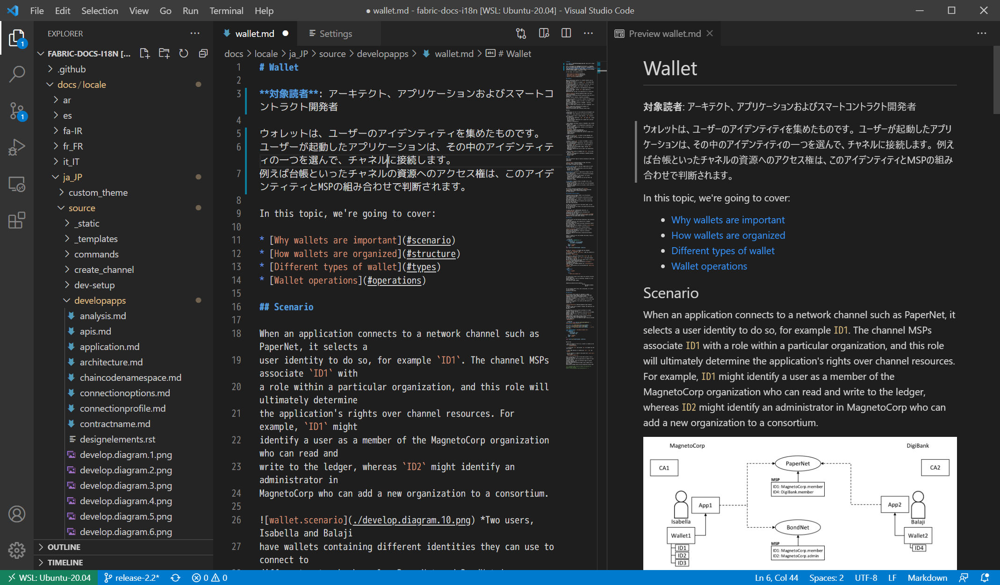 File Edit Selection View Go Run Terminal Help
● wallet.md - fabric-docs-i18n [WSL: Ubuntu-20.04] - Visual Studio Code
1
1
EXPLORER
FABRIC-DOCS-I18N [...
.github
docs / locale
ar
es
fa-IR
fr_FR
it_IT
ja_JP
custom_theme
source
_static
_templates
commands
create_channel
dev-setup
developapps
analysis.md
apis.md
application.md
architecture.md
chaincodenamespace.md
connectionoptions.md
connectionprofile.md
contractname.md
designelements.rst
develop.diagram.1.png
develop.diagram.2.png
develop.diagram.3.png
develop.diagram.4.png
develop.diagram.5.png
develop.diagram.6.png
OUTLINE
TIMELINE
wallet.md ●
Settings
docs > locale > ja_JP > source > developapps > wallet.md > abc # Wallet
1 # Wallet
2
3 **対象読者**: アーキテクト、アプリケーションおよびスマートコ
ントラクト開発者
4
5 ウォレットは、ユーザーのアイデンティティを集めたものです。
6 ユーザーが起動したアプリケーションは、その中のアイデンティテ
ィの一つを選んで、チャネルに接続します。
7 例えば台帳といったチャネルの資源へのアクセス権は、このアイデ
ンティティとMSPの組み合わせで判断されます。
8
9 In this topic, we're going to cover:
10
11 * [Why wallets are important](#scenario)
12 * [How wallets are organized](#structure)
13 * [Different types of wallet](#types)
14 * [Wallet operations](#operations)
15
16 ## Scenario
17
18 When an application connects to a network channel such as
PaperNet, it selects a
19 user identity to do so, for example `ID1`. The channel MSPs
associate `ID1` with
20 a role within a particular organization, and this role will
ultimately determine
21 the application's rights over channel resources. For
example, `ID1` might
22 identify a user as a member of the MagnetoCorp organization
who can read and
23 write to the ledger, whereas `ID2` might identify an
administrator in
24 MagnetoCorp who can add a new organization to a consortium.
25
26 ![wallet.scenario](./develop.diagram.10.png) *Two users,
Isabella and Balaji
27 have wallets containing different identities they can use to
connect to
Preview wallet.md
Wallet
対象読者: アーキテクト、アプリケーションおよびスマートコントラクト開発者
ウォレットは、ユーザーのアイデンティティを集めたものです。 ユーザーが起動したアプリ
ケーションは、その中のアイデンティティの一つを選んで、チャネルに接続します。 例え
ば台帳といったチャネルの資源へのアクセス権は、このアイデンティティとMSPの組み
合わせで判断されます。
In this topic, we're going to cover:
• Why wallets are important
• How wallets are organized
• Different types of wallet
• Wallet operations
Scenario
When an application connects to a network channel such as PaperNet, it
selects a user identity to do so, for example ID1. The channel MSPs
associate ID1 with a role within a particular organization, and this role
will ultimately determine the application's rights over channel resources.
For example, ID1 might identify a user as a member of the
MagnetoCorp organization who can read and write to the ledger,
whereas ID2 might identify an administrator in MagnetoCorp who can
add a new organization to a consortium.
MagnetoCorp
DigiBank
CA1
PaperNet
CA2
MSP
ID1: MagnetoCorp.member
ID4: DigiBank.member
App1
App2
Isabella
Balaji
BondNet
Wallet1
Wallet2
MSP
ID1: MagnetoCorp.member
ID2: MagnetoCorp.admin
ID1
ID2
ID3
ID4
WSL: Ubuntu-20.04
release-2.2*
0 0
Ln 6, Col 44
Spaces: 2
UTF-8
LF
Markdown